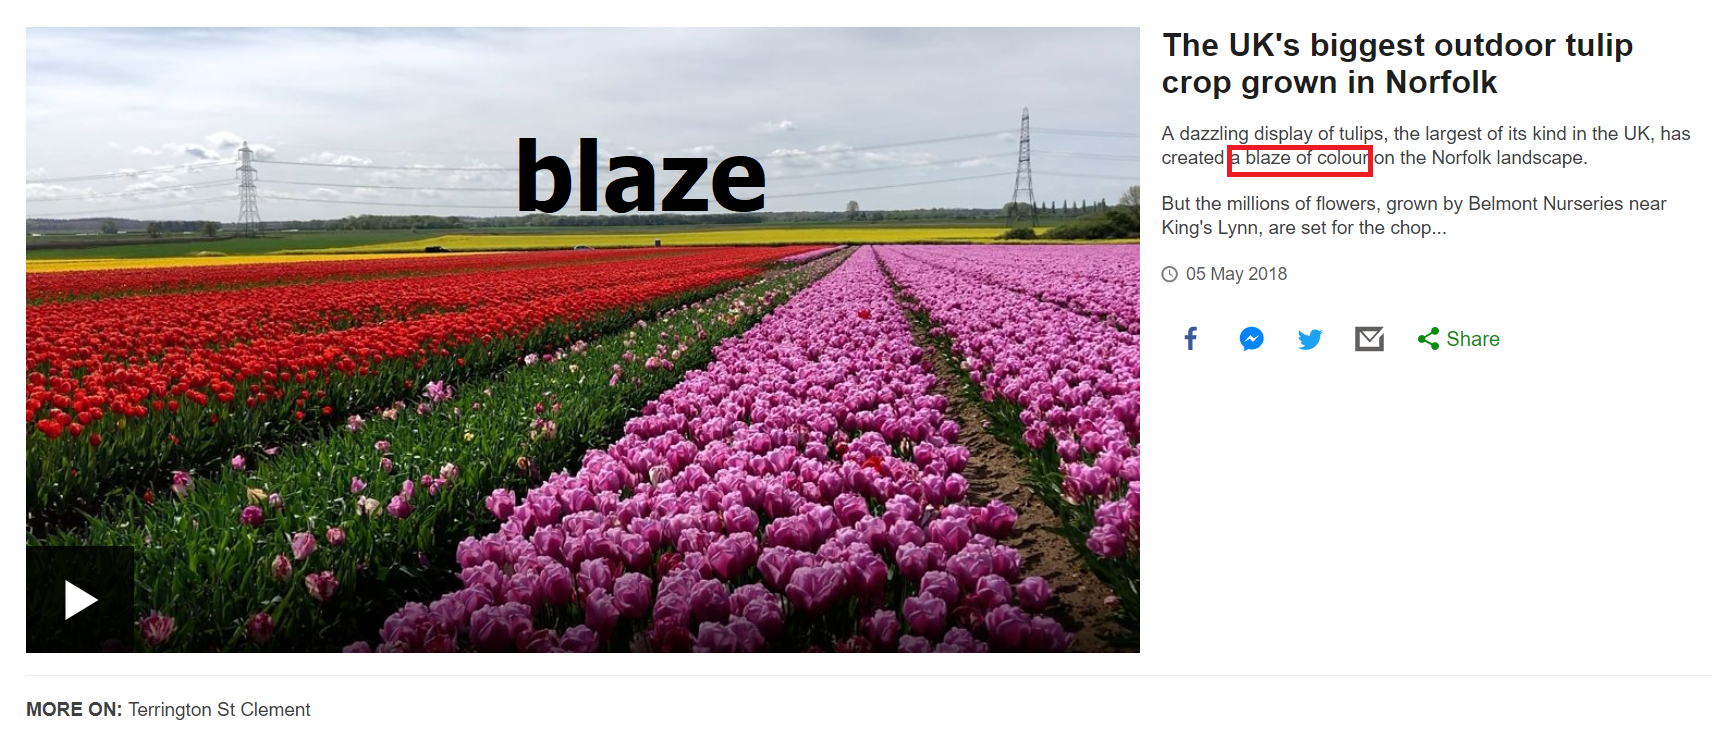 blaze
The UK's biggest outdoor tulip
crop grown in Norfolk
A dazzling display of tulips, the largest of its kind in the UK, has
created a blaze of colour on the Norfolk landscape.
But the millions of flowers, grown by Belmont Nurseries near
King's Lynn, are set for the chop...
05 May 2018
Share
MORE ON: Terrington St Clement